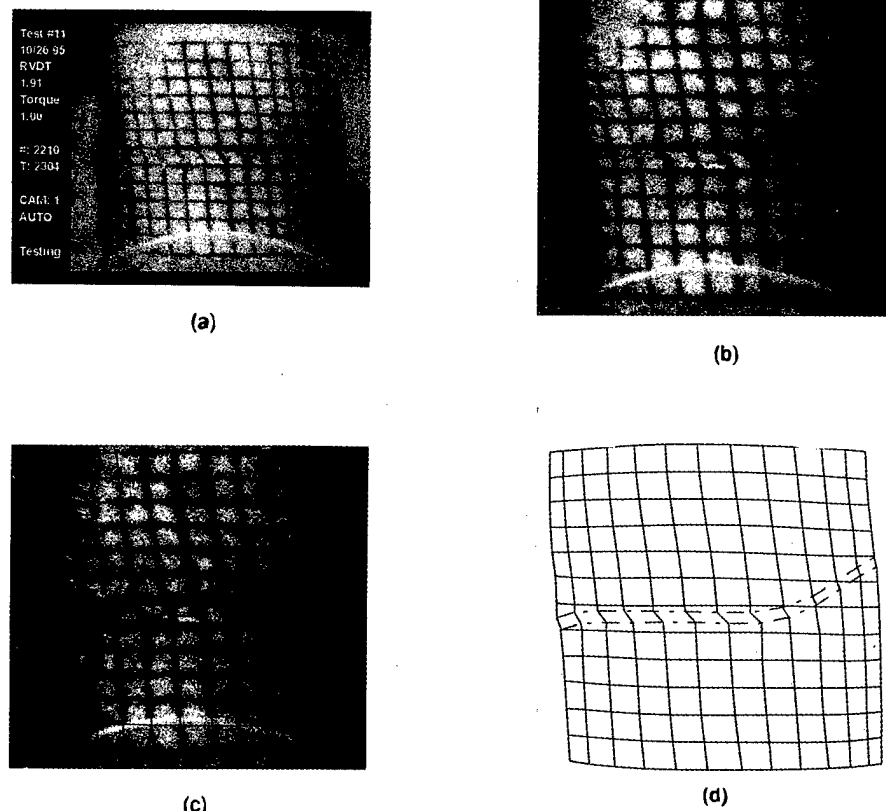 Test #11
10/26 95
RVDT
1.91
Torque
1.00
#: 2210
T: 2304
CAM: 1
AUTO
Testing
(a)
(b)
(c)
(d)